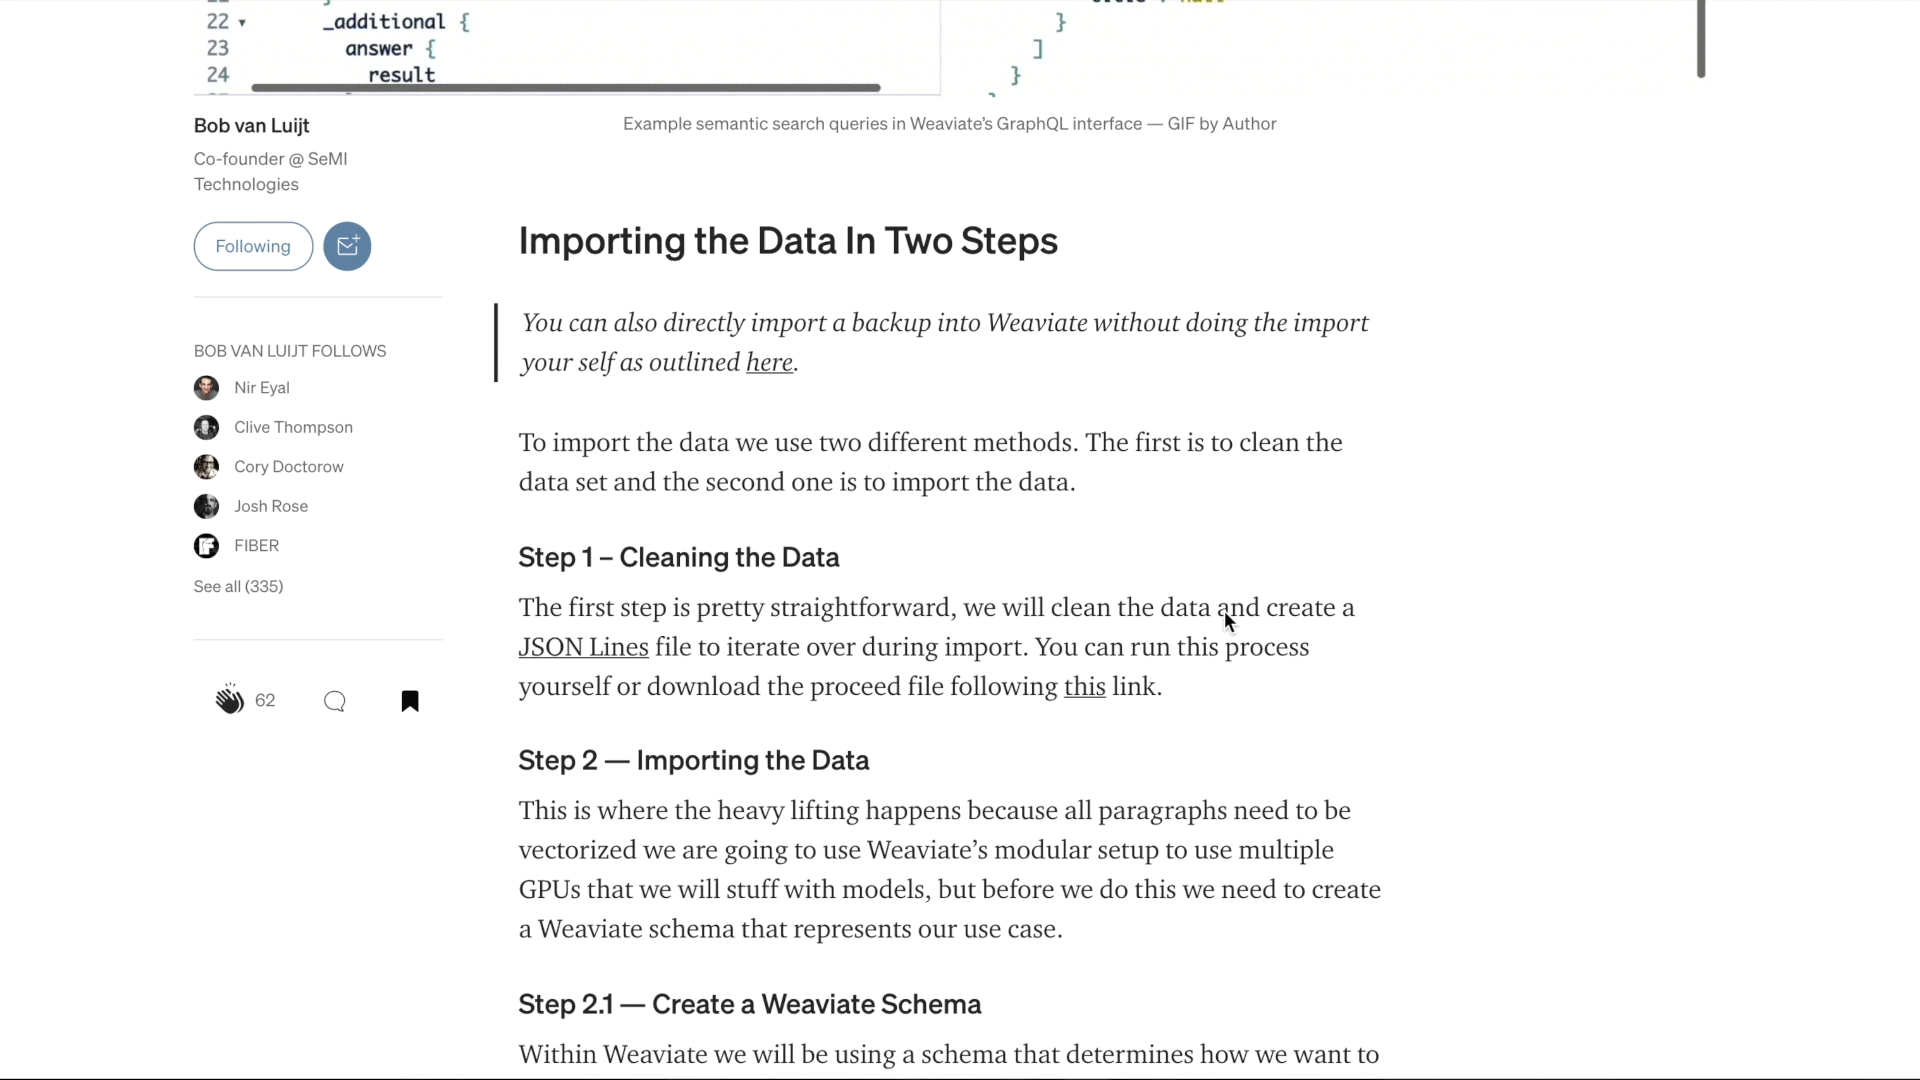 22 _additional {
23 answer {
24 result
}
]
}
Bob van Luijt
Co-founder @ SeMI
Technologies
Following
BOB VAN LUIJT FOLLOWS
Nir Eyal
Clive Thompson
Cory Doctorow
Josh Rose
FIBER
See all (335)
62
Example semantic search queries in Weaviate’s GraphQL interface — GIF by Author
Importing the Data In Two Steps
You can also directly import a backup into Weaviate without doing the import
your self as outlined here.
To import the data we use two different methods. The first is to clean the
data set and the second one is to import the data.
Step 1 – Cleaning the Data
The first step is pretty straightforward, we will clean the data and create a
JSON Lines file to iterate over during import. You can run this process
yourself or download the proceed file following this link.
Step 2 — Importing the Data
This is where the heavy lifting happens because all paragraphs need to be
vectorized we are going to use Weaviate’s modular setup to use multiple
GPUs that we will stuff with models, but before we do this we need to create
a Weaviate schema that represents our use case.
Step 2.1 — Create a Weaviate Schema
Within Weaviate we will be using a schema that determines how we want to